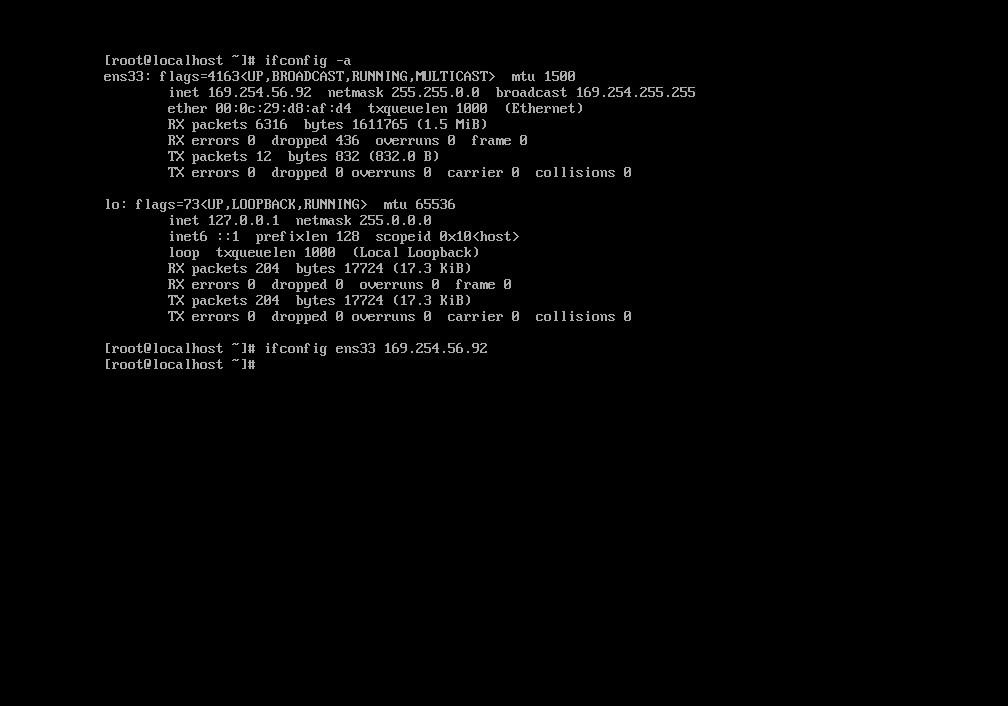 [root@localhost ~]# ifconfig -a
ens33: flags=4163<UP,BROADCAST,RUNNING,MULTICAST>  mtu 1500
        inet 169.254.56.92  netmask 255.255.0.0  broadcast 169.254.255.255
        ether 00:0c:29:d8:af:d4  txqueuelen 1000  (Ethernet)
        RX packets 6316  bytes 1611765 (1.5 MiB)
        RX errors 0  dropped 436  overruns 0  frame 0
        TX packets 12  bytes 832 (832.0 B)
        TX errors 0  dropped 0 overruns 0  carrier 0  collisions 0

lo: flags=73<UP,LOOPBACK,RUNNING>  mtu 65536
        inet 127.0.0.1  netmask 255.0.0.0
        inet6 ::1  prefixlen 128  scopeid 0x10<host>
        loop  txqueuelen 1000  (Local Loopback)
        RX packets 204  bytes 17724 (17.3 KiB)
        RX errors 0  dropped 0  overruns 0  frame 0
        TX packets 204  bytes 17724 (17.3 KiB)
        TX errors 0  dropped 0 overruns 0  carrier 0  collisions 0

[root@localhost ~]# ifconfig ens33 169.254.56.92
[root@localhost ~]#